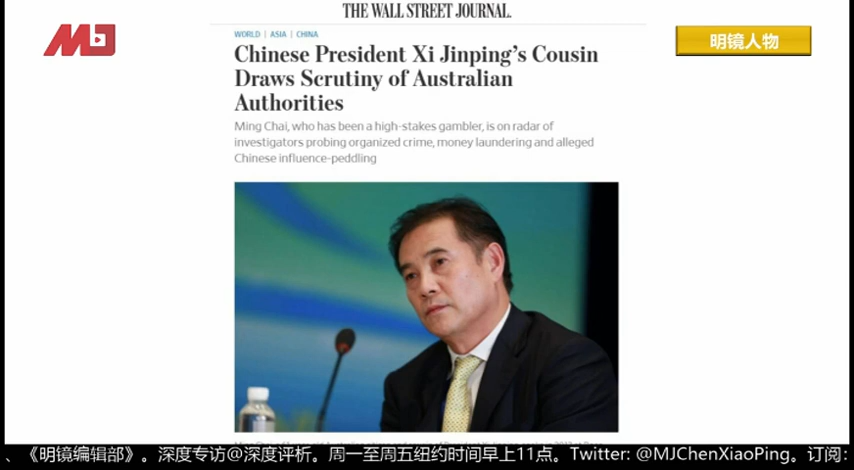 THE WALL STREET JOURNAL.
MJ
明镜人物
WORLD | ASIA | CHINA
Chinese President Xi Jinping's Cousin
Draws Scrutiny of Australian
Authorities
Ming Chai, who has been a high-stakes gambler, is on radar of
investigators probing organized crime, money laundering and alleged
Chinese influence-peddling
、《明镜编辑部》。深度专访@深度评析。周一至周五纽约时间早上11点。Twitter: @MJChenXiaoPing。订阅: